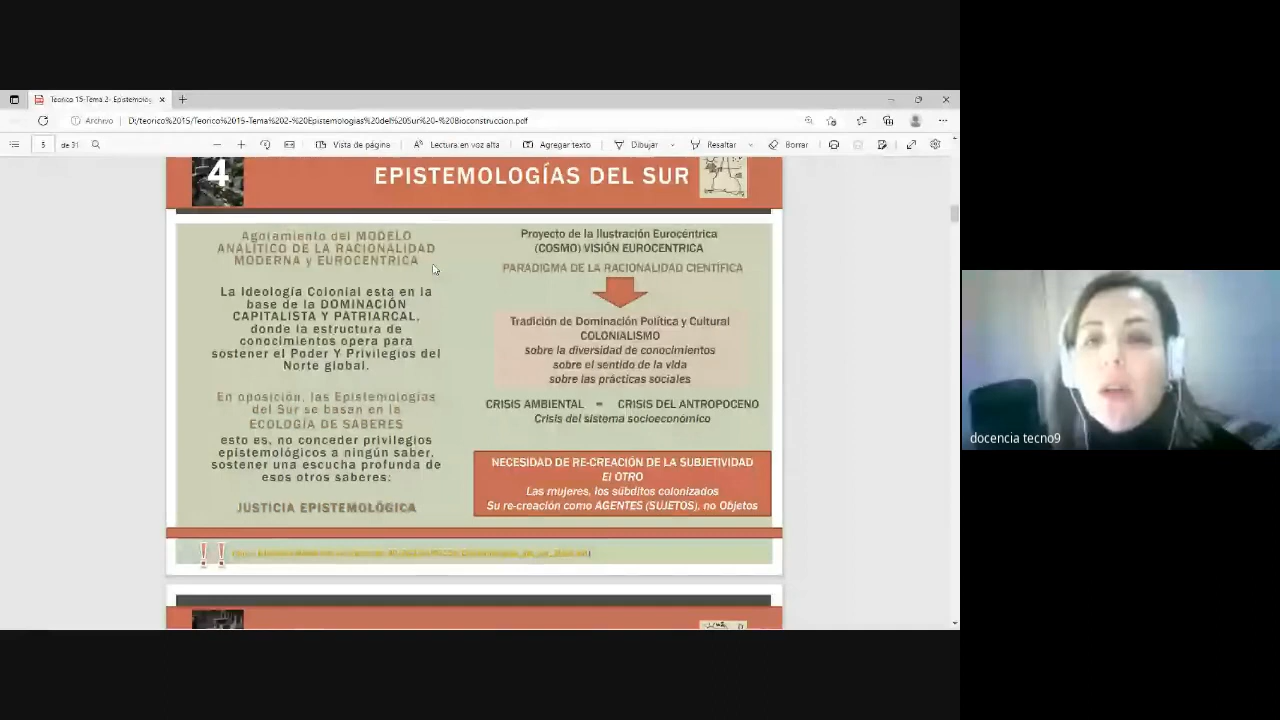 Teorico 15-Tema 2- Epistemolog
Archivo
D:/teorico%2015/Teorico%2015-Tema%202-%20Epistemologias%20del%20Sur%20-%20Bioconstruccion.pdf
5 de 31
Vista de página
Lectura en voz alta
Agregar texto
Dibujar
Resaltar
Borrar
4
EPISTEMOLOGÍAS DEL SUR
Agotamiento del MODELO
ANALÍTICO DE LA RACIONALIDAD
MODERNA y EUROCÉNTRICA
La Ideología Colonial esta en la
base de la DOMINACIÓN
CAPITALISTA Y PATRIARCAL,
donde la estructura de
conocimientos opera para
sostener el Poder Y Privilegios del
Norte global.
En oposición, las Epistemologías
del Sur se basan en la
ECOLOGÍA DE SABERES
esto es, no conceder privilegios
epistemológicos a ningún saber,
sostener una escucha profunda de
esos otros saberes:
JUSTICIA EPISTEMOLÓGICA
Proyecto de la Ilustración Eurocéntrica
(COSMO) VISIÓN EUROCENTRICA
PARADIGMA DE LA RACIONALIDAD CIENTÍFICA
Tradición de Dominación Política y Cultural
COLONIALISMO
sobre la diversidad de conocimientos
sobre el sentido de la vida
sobre las prácticas sociales
CRISIS AMBIENTAL = CRISIS DEL ANTROPOCENO
Crisis del sistema socioeconómico
NECESIDAD DE RE-CREACIÓN DE LA SUBJETIVIDAD
El OTRO
Las mujeres, los súbditos colonizados
Su re-creación como AGENTES (SUJETOS), no Objetos
!!
docencia tecno9